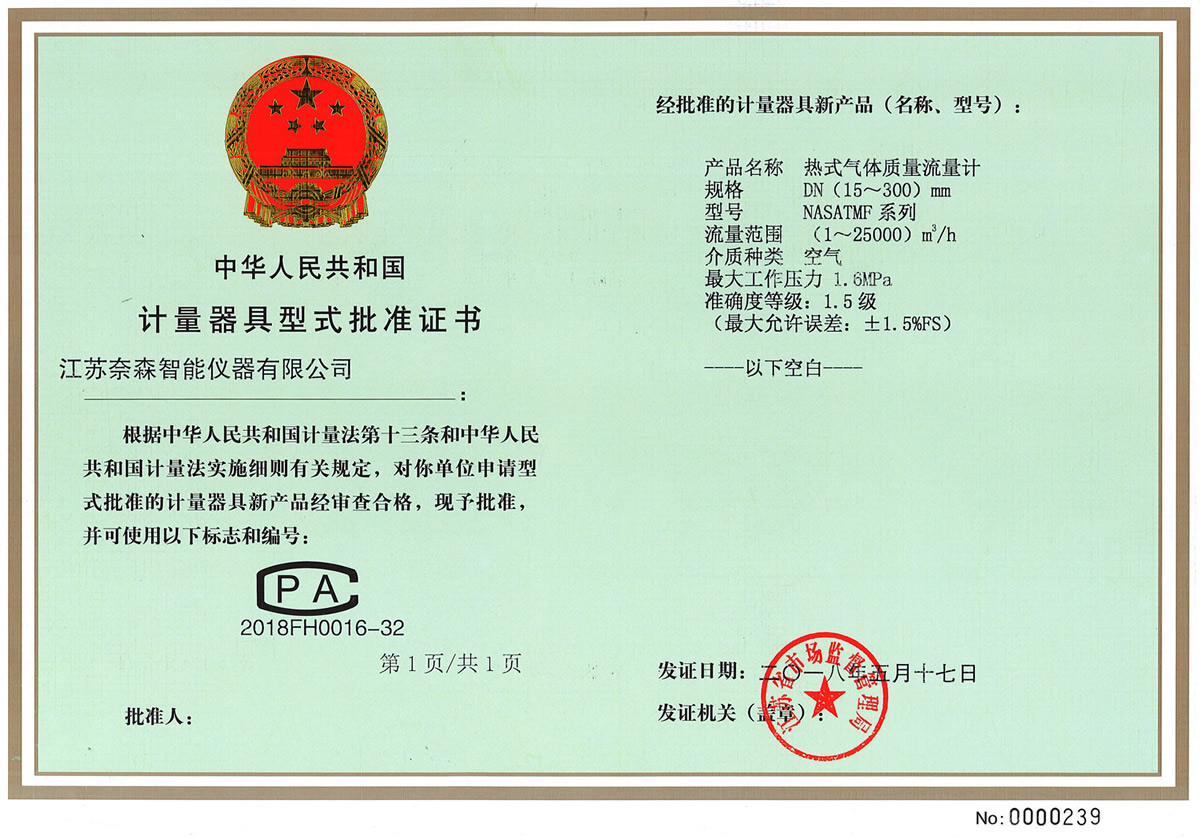 中华人民共和国
计量器具型式批准证书
江苏奈森智能仪器有限公司
：
根据中华人民共和国计量法第十三条和中华人民
共和国计量法实施细则有关规定，对你单位申请型
式批准的计量器具新产品经审查合格，现予批准，
并可使用以下标志和编号：
CPA
2018FH0016-32
第1页/共1页
批准人：
经批准的计量器具新产品（名称、型号）：
产品名称 热式气体质量流量计
规格 DN（15～300）mm
型号 NASATMF 系列
流量范围 （1～25000）m³/h
介质种类 空气
最大工作压力 1.6MPa
准确度等级：1.5 级
（最大允许误差：±1.5%FS）
----以下空白----
发证日期：二〇一八年五月十七日
发证机关（盖章）：
江苏省市场监督管理局
No:0000239